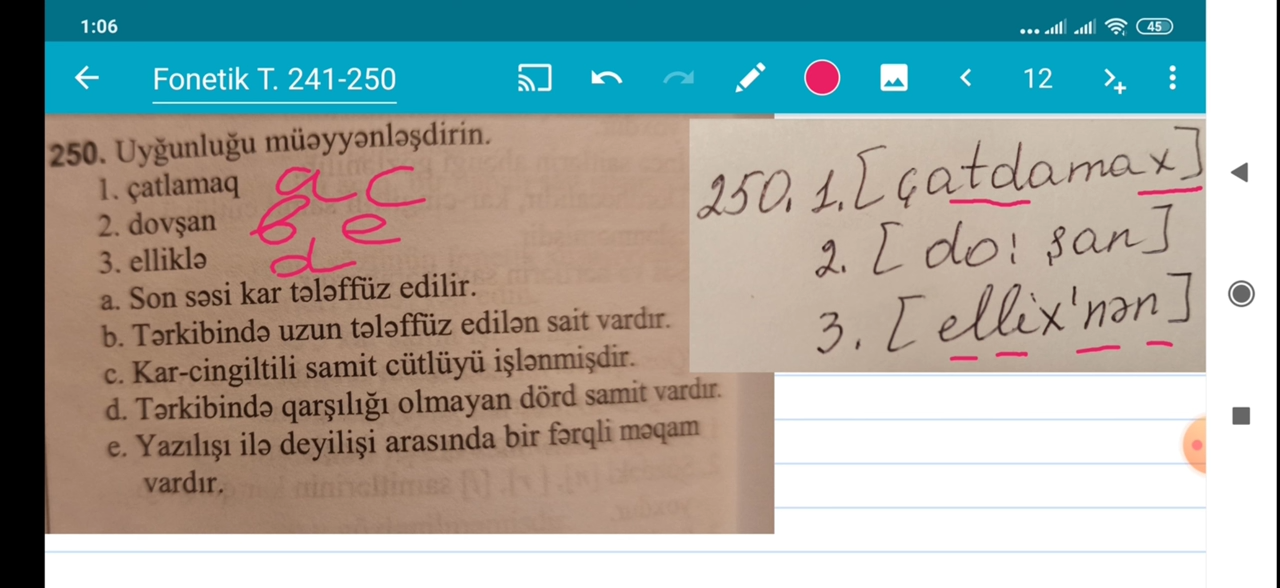 1:06
45
Fonetik T. 241-250
12
250. Uyğunluğu müəyyənləşdirin.
1. çatlamaq a c
2. dovşan b e
3. elliklə d
a. Son səsi kar tələffüz edilir.
b. Tərkibində uzun tələffüz edilən sait vardır.
c. Kar-cingiltili samit cütlüyü işlənmişdir.
d. Tərkibində qarşılığı olmayan dörd samit vardır.
e. Yazılışı ilə deyilişi arasında bir fərqli məqam
vardır.
250. 1. [çatdamax]
2. [do: şan]
3. [ellix'nən]